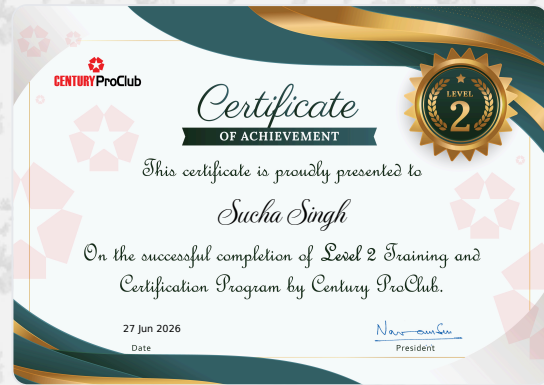 CENTURY ProClub
Certificate
OF ACHIEVEMENT
LEVEL
2
This certificate is proudly presented to
Sucha Singh
On the successful completion of Level 2 Training and
Certification Program by Century ProClub.
27 Jun 2026
Date
President